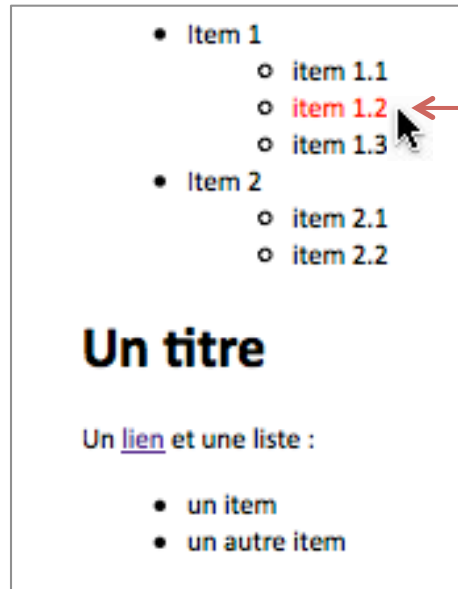 Item 1
item 1.1
item 1.2
item 1.3
Item 2
item 2.1
item 2.2
Un titre
Un lien et une liste :
un item
un autre item